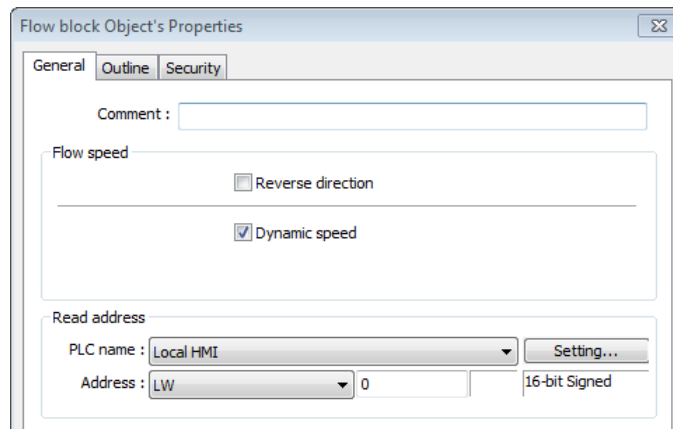 Flow block Object's Properties
General Outline Security
Comment :
Flow speed
Reverse direction
Dynamic speed
Read address
PLC name : Local HMI Setting...
Address : LW 0 16-bit Signed